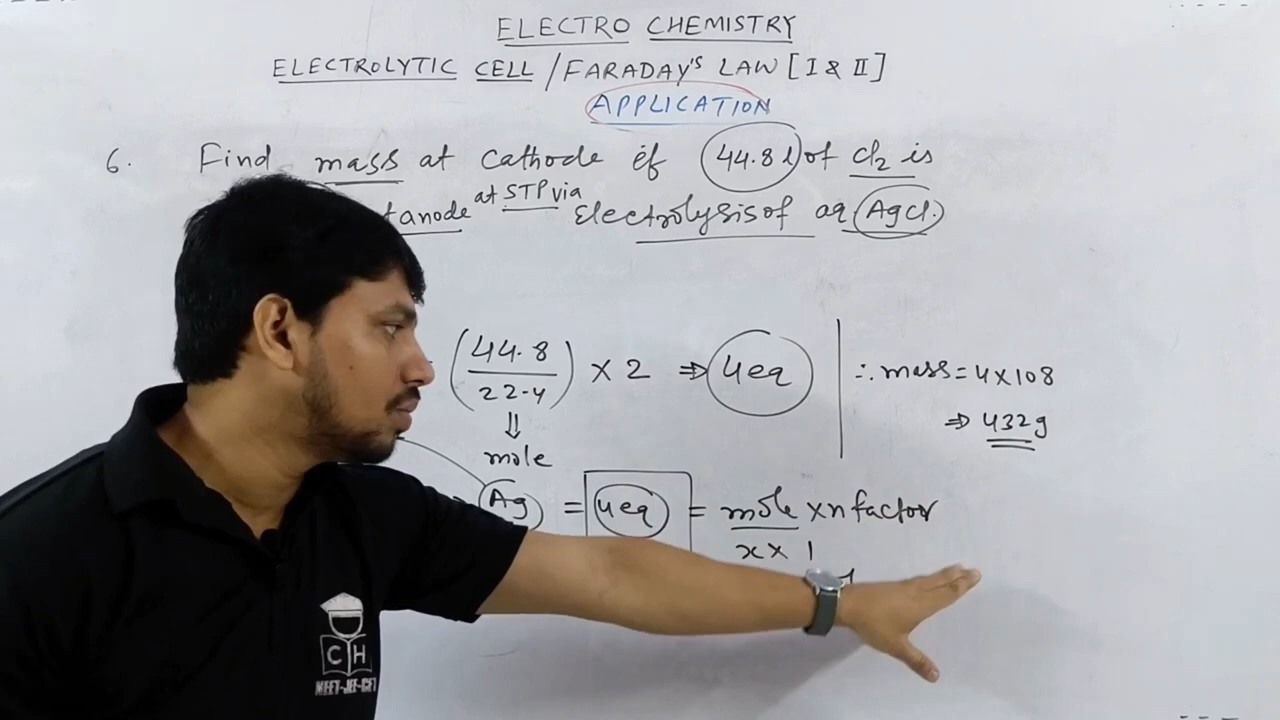 ELECTRO CHEMISTRY
ELECTROLYTIC CELL / FARADAY'S LAW [I & II]
APPLICATION
6. Find mass at cathode if 44.8 l of Cl2 is
at anode at STP via Electrolysis of aq AgCl.
(44.8/22.4) × 2 ⇒ 4eq
∴ mass = 4 × 108
⇒ 432g
⇓
mole
Ag = 4eq = mole × n factor
x × 1
CH
NEET-JEE-CET